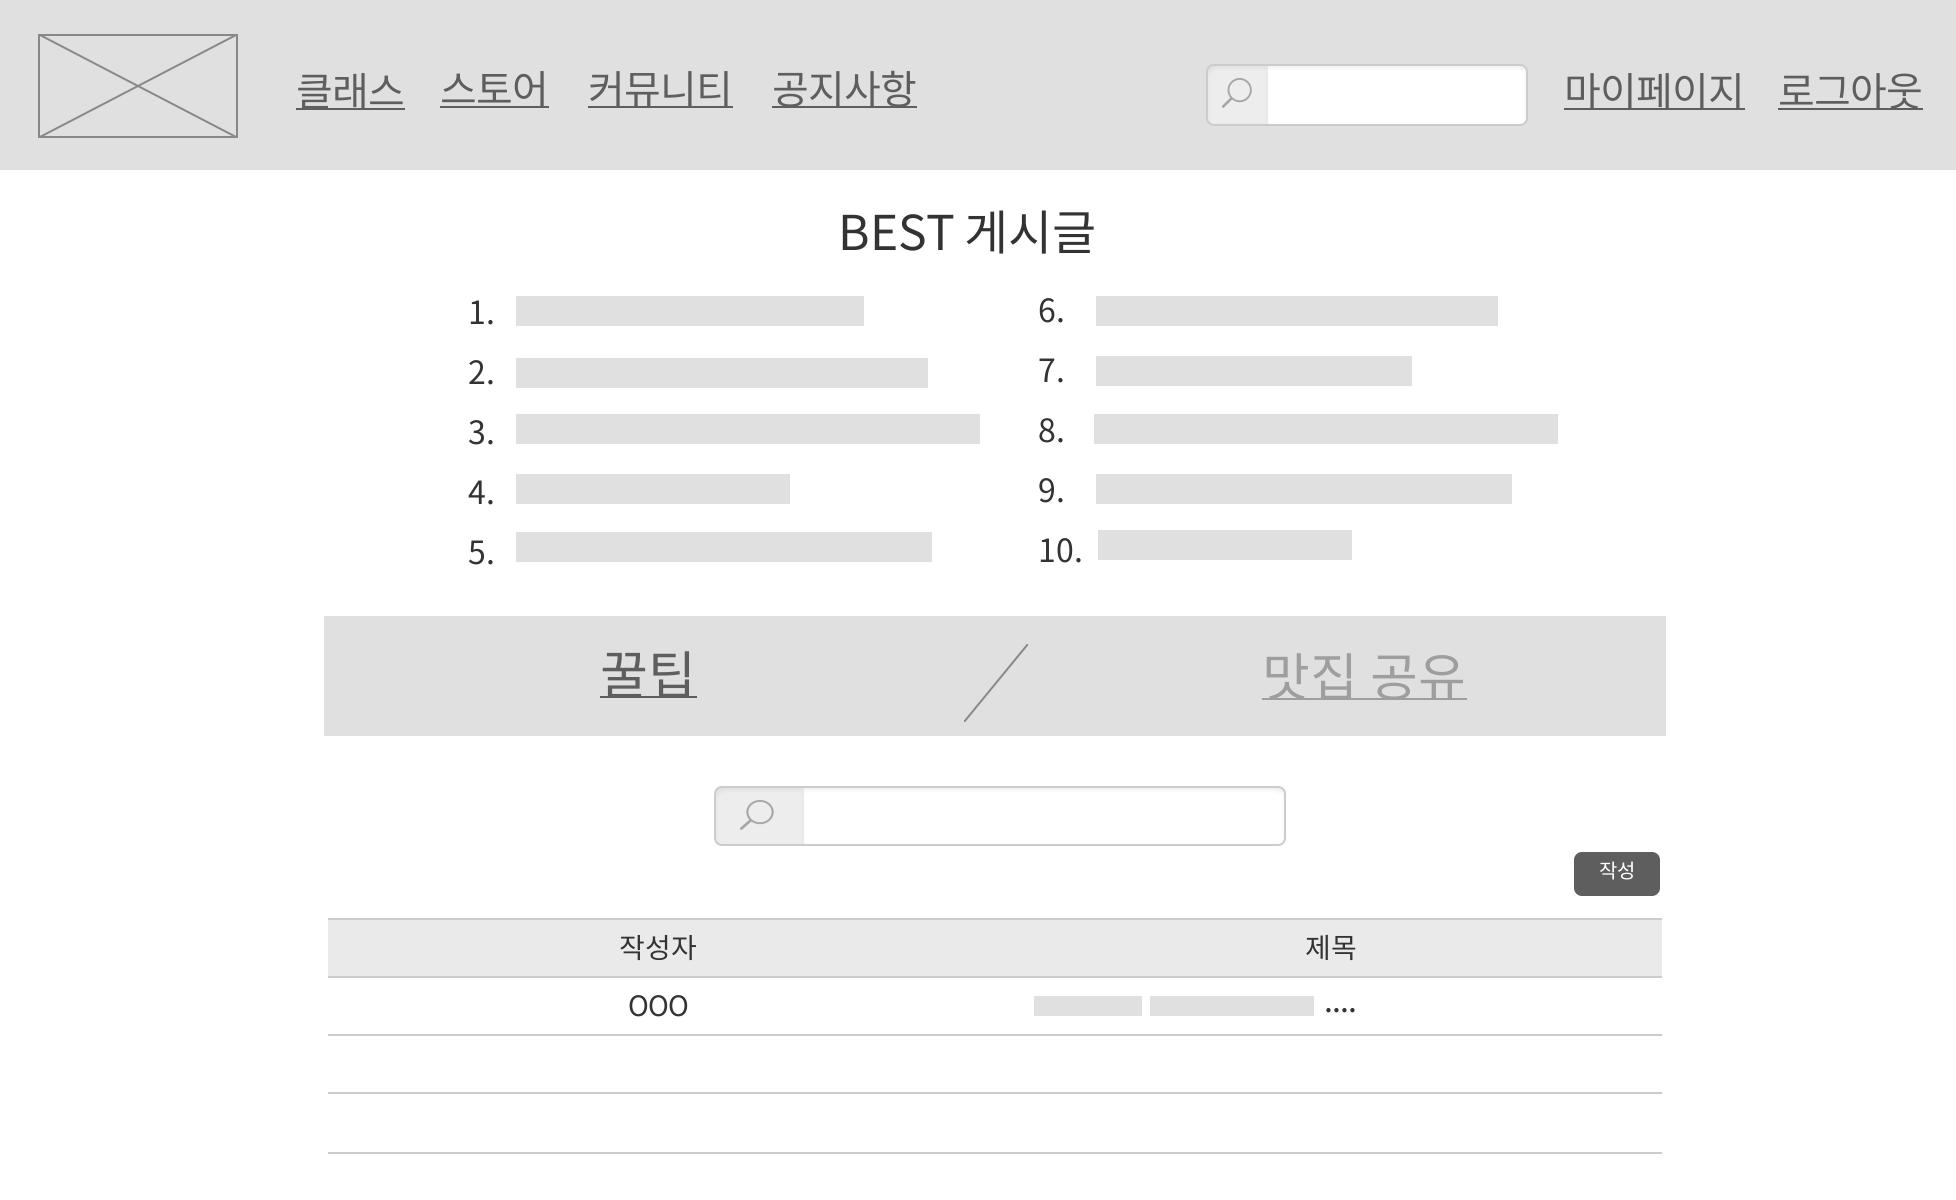 클래스 스토어 커뮤니티 공지사항 마이페이지 로그아웃
BEST 게시글
1.
2.
3.
4.
5.
6.
7.
8.
9.
10.
꿀팁 / 맛집 공유
작성
작성자 제목
OOO ....